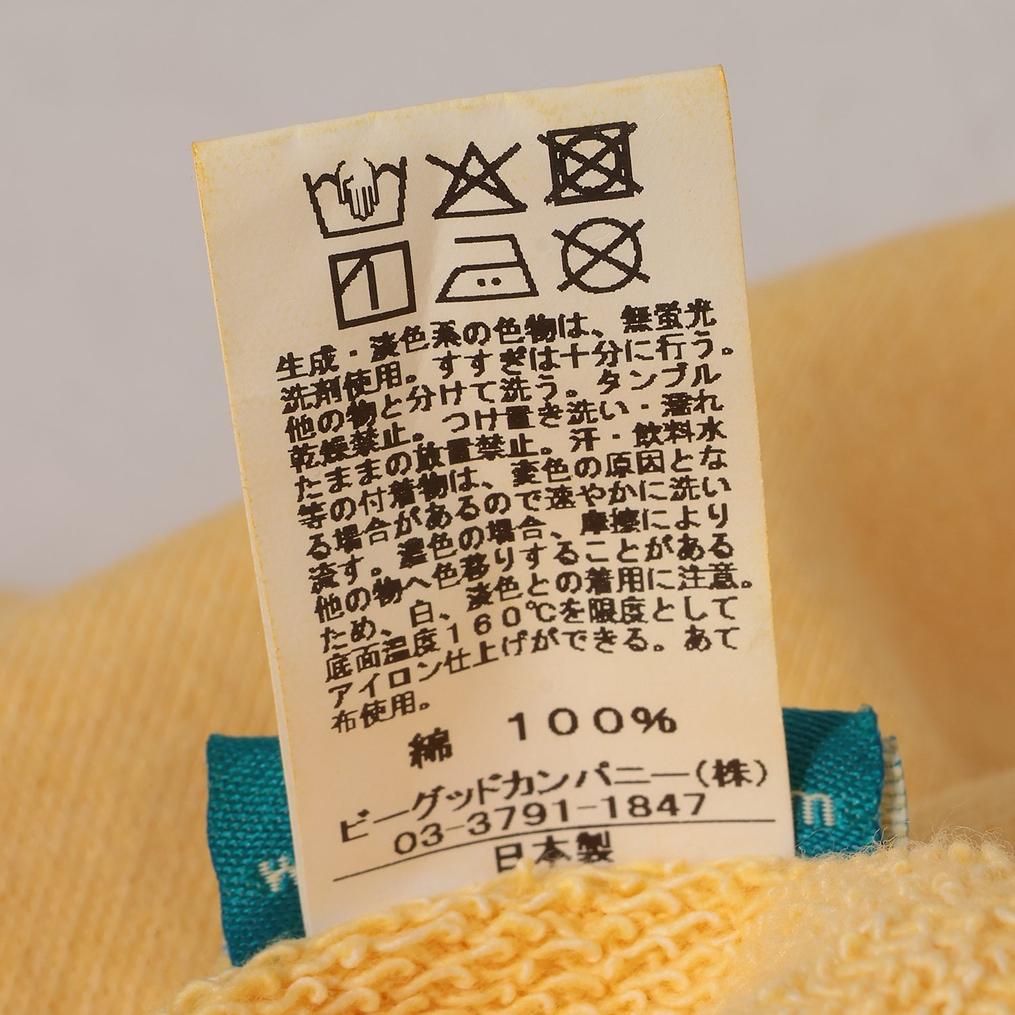 生成・淡色系の色物は、無蛍光
洗剤使用。すすぎは十分に行う。
他の物と分けて洗う。タンブル
乾燥禁止。つけ置き洗い・濡れ
たままの放置禁止。汗・飲料水
等の付着物は、変色の原因とな
る場合があるので速やかに洗い
流す。濃色の場合、摩擦により
他の物へ色移りすることがある
ため、白、淡色との着用に注意。
底面温度160℃を限度として
アイロン仕上げができる。あて
布使用。
綿 100%
ビーグッドカンパニー(株)
03-3791-1847
日本製
w
m